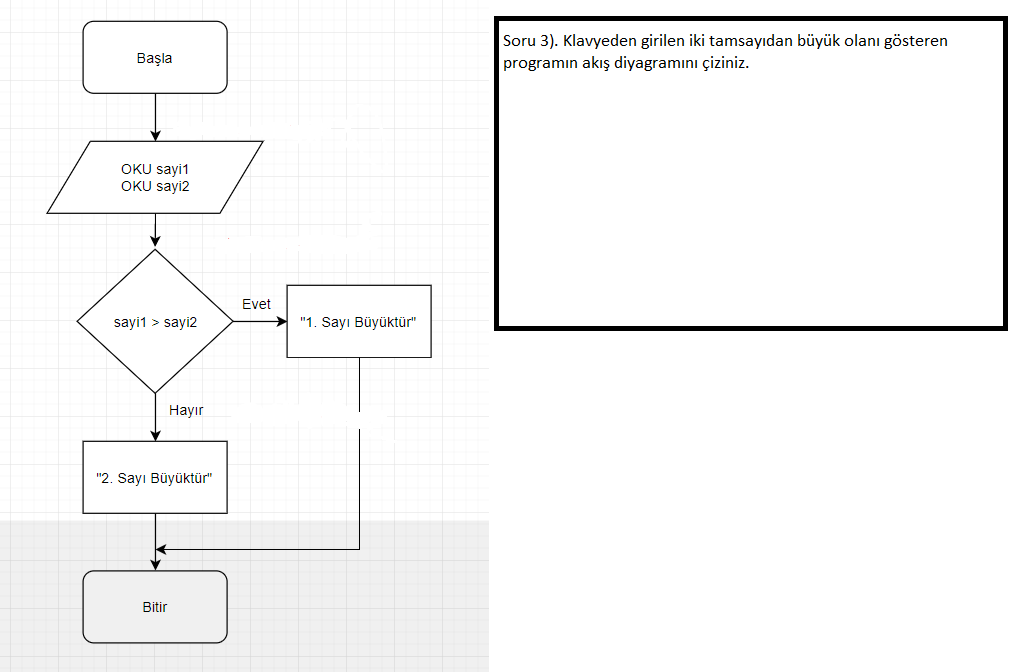 Başla
OKU sayi1
OKU sayi2
sayi1 > sayi2
Evet
"1. Sayı Büyüktür"
Hayır
"2. Sayı Büyüktür"
Bitir
Soru 3). Klavyeden girilen iki tamsayıdan büyük olanı gösteren
programın akış diyagramını çiziniz.